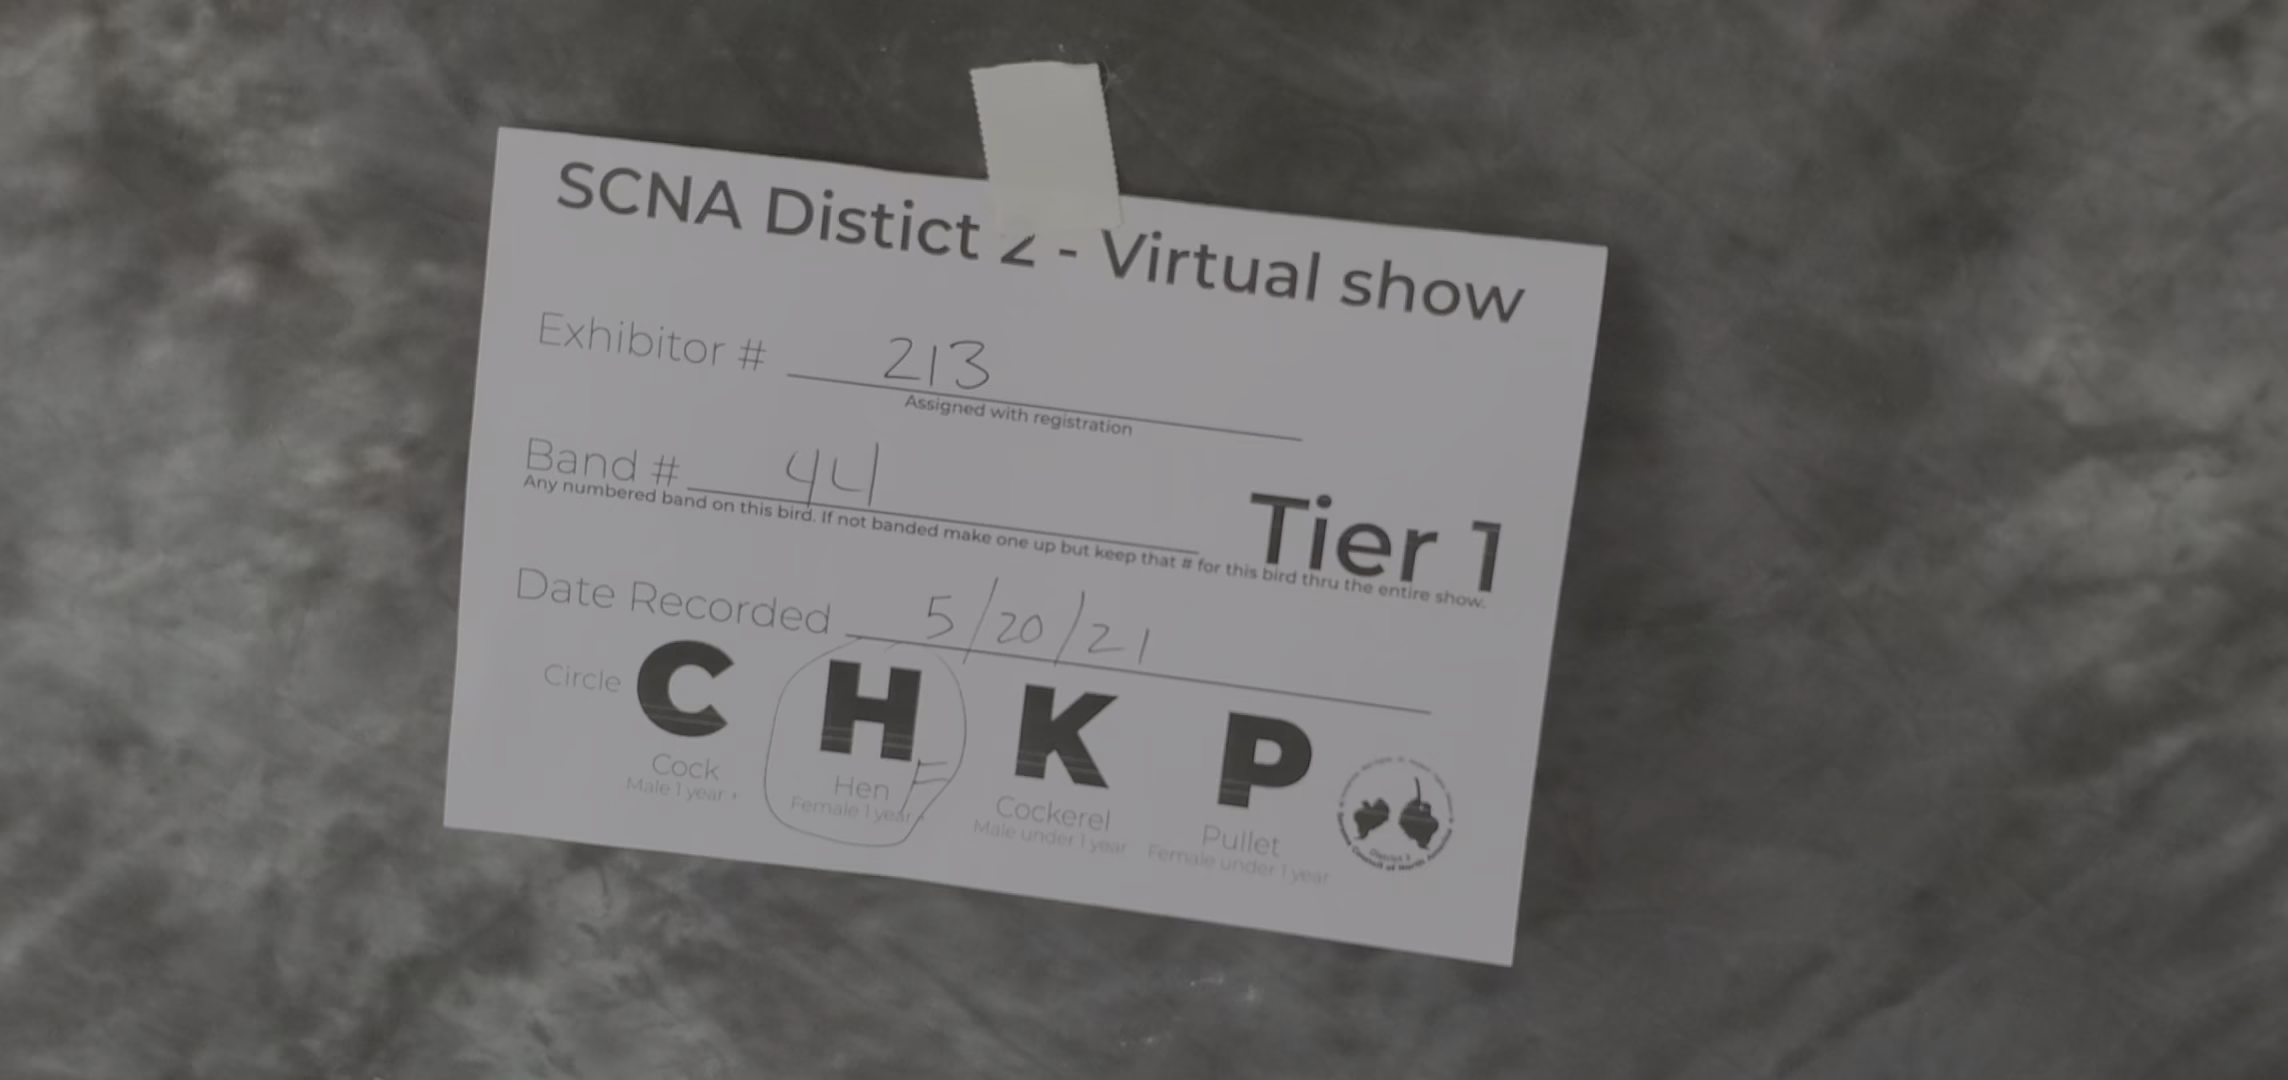 SCNA Distict 2 - Virtual show
Exhibitor # 213
Assigned with registration
Band # 44
Any numbered band on this bird. If not banded make one up but keep that # for this bird thru the entire show.
Tier 1
Date Recorded 5/20/21
Circle C H K P
F
Cock Hen Cockerel Pullet
Male 1 year + Female 1 year + Male under 1 year Female under 1 year